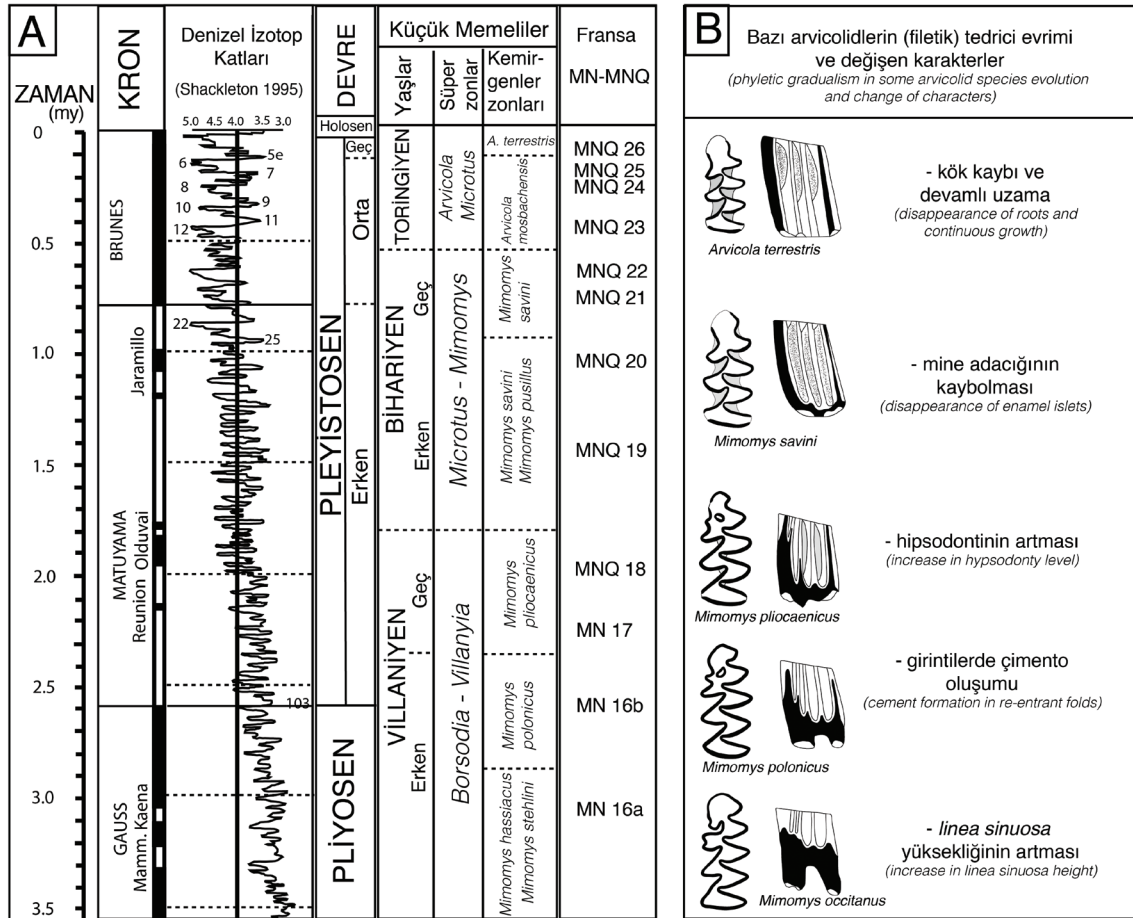 A
ZAMAN
(my)
0
0.5
1.0
1.5
2.0
2.5
3.0
3.5
KRON
BRUNES
Jaramillo
MATUYAMA
Reunion Olduvai
GAUSS
Mamm. Kaena
Denizel İzotop
Katları
(Shackleton 1995)
5.0 4.5 4.0 3.5 3.0
5e
6
7
8
9
10
11
12
22
25
103
DEVRE
Holosen
PLEYİSTOSEN
Geç
Orta
Erken
PLİYOSEN
Küçük Memeliler
Yaşlar
TORİNGİYEN
BİHARİYEN
Geç
Erken
VİLLANİYEN
Geç
Erken
Süper
zonlar
Arvicola
Microtus
Microtus - Mimomys
Borsodia - Villanyia
Kemir-
genler
zonları
A. terrestris
Arvicola
mosbachensis
Mimomys
savini
Mimomys savini
Mimomys pusillus
Mimomys
pliocaenicus
Mimomys
polonicus
Mimomys hassiacus
Mimomys stehlini
Fransa
MN-MNQ
MNQ 26
MNQ 25
MNQ 24
MNQ 23
MNQ 22
MNQ 21
MNQ 20
MNQ 19
MNQ 18
MN 17
MN 16b
MN 16a
B
Bazı arvicolidlerin (filetik) tedrici evrimi
ve değişen karakterler
(phyletic gradualism in some arvicolid species evolution
and change of characters)
- kök kaybı ve
devamlı uzama
(disappearance of roots and
continuous growth)
Arvicola terrestris
- mine adacığının
kaybolması
(disappearance of enamel islets)
Mimomys savini
- hipsodontinin artması
(increase in hypsodonty level)
Mimomys pliocaenicus
- girintilerde çimento
oluşumu
(cement formation in re-entrant folds)
Mimomys polonicus
- linea sinuosa
yüksekliğinin artması
(increase in linea sinuosa height)
Mimomys occitanus